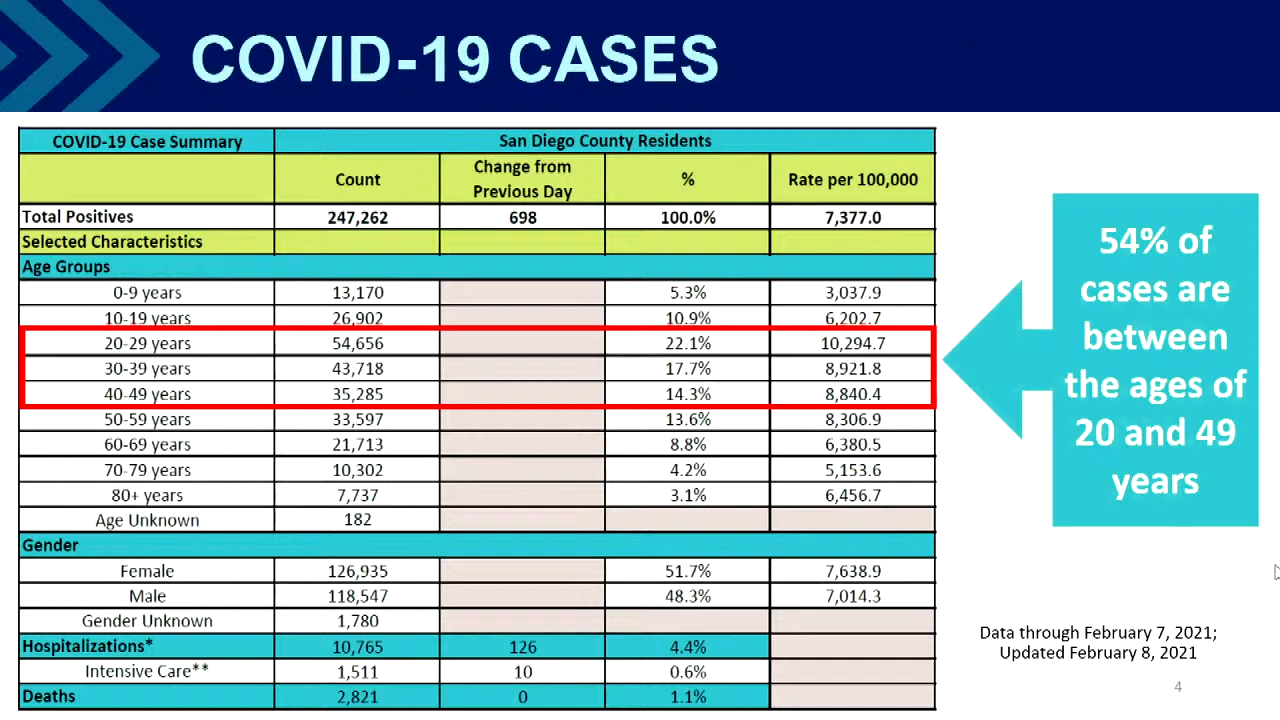 COVID-19 CASES
COVID-19 Case Summary San Diego County Residents
Count Change from Previous Day % Rate per 100,000
Total Positives 247,262 698 100.0% 7,377.0
Selected Characteristics
Age Groups
0-9 years 13,170 5.3% 3,037.9
10-19 years 26,902 10.9% 6,202.7
20-29 years 54,656 22.1% 10,294.7
30-39 years 43,718 17.7% 8,921.8
40-49 years 35,285 14.3% 8,840.4
50-59 years 33,597 13.6% 8,306.9
60-69 years 21,713 8.8% 6,380.5
70-79 years 10,302 4.2% 5,153.6
80+ years 7,737 3.1% 6,456.7
Age Unknown 182
Gender
Female 126,935 51.7% 7,638.9
Male 118,547 48.3% 7,014.3
Gender Unknown 1,780
Hospitalizations* 10,765 126 4.4%
Intensive Care** 1,511 10 0.6%
Deaths 2,821 0 1.1%
54% of
cases are
between
the ages of
20 and 49
years
Data through February 7, 2021;
Updated February 8, 2021
4